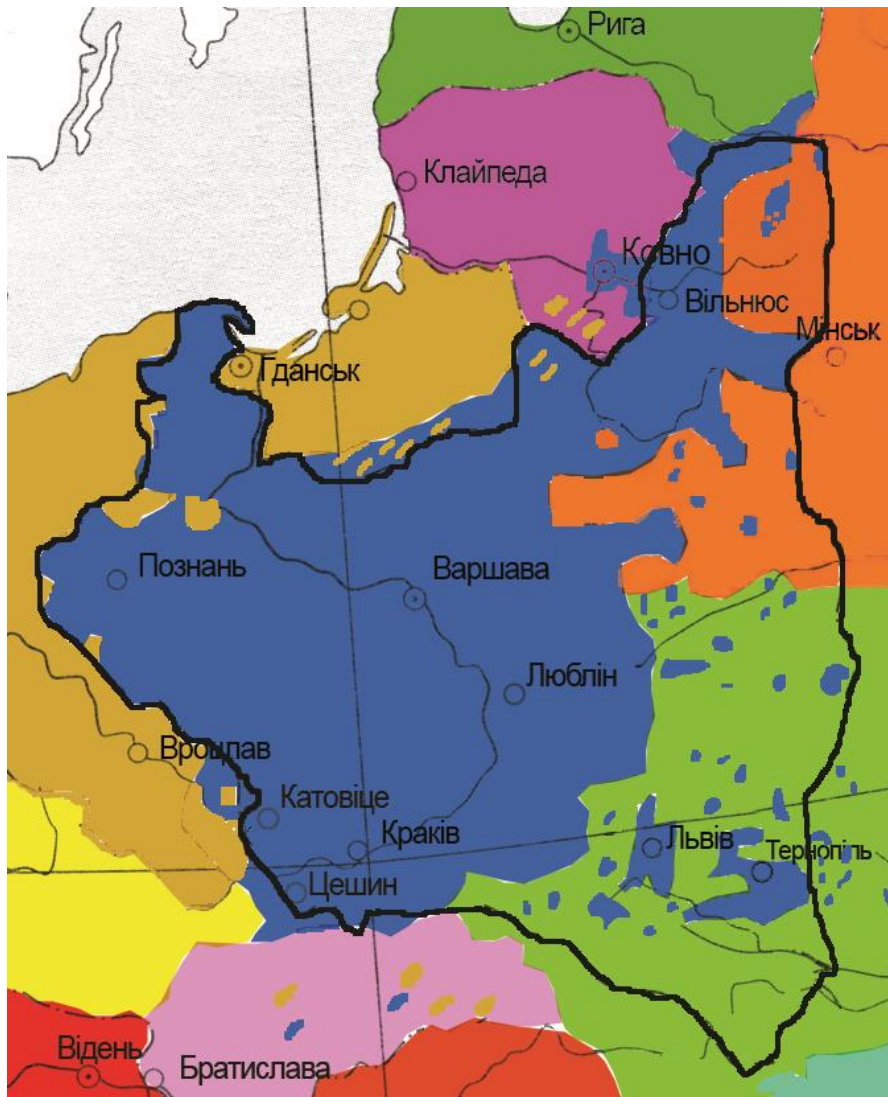 Рига
Клайпеда
Ковно
Вільнюс
Мінськ
Гданськ
Познань
Варшава
Люблін
Вроцлав
Катовіце
Краків
Львів
Тернопіль
Цешин
Відень
Братислава